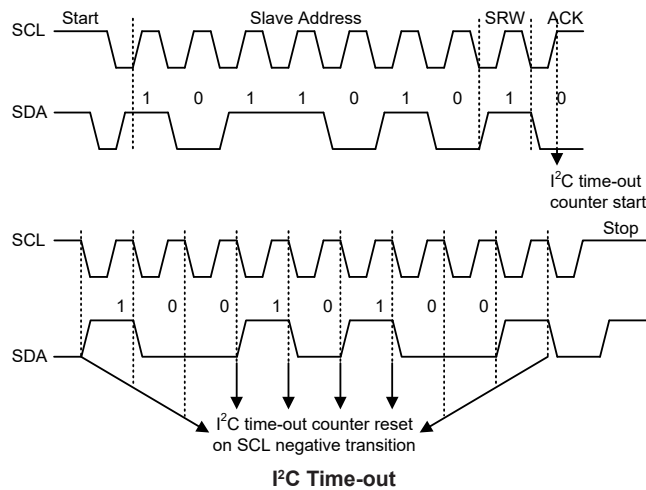 Start Slave Address SRW ACK
SCL
1 0 1 1 0 1 0 1 0
SDA
I²C time-out
counter start
Stop
SCL
1 0 0 1 0 1 0 0
SDA
I²C time-out counter reset
on SCL negative transition
I²C Time-out